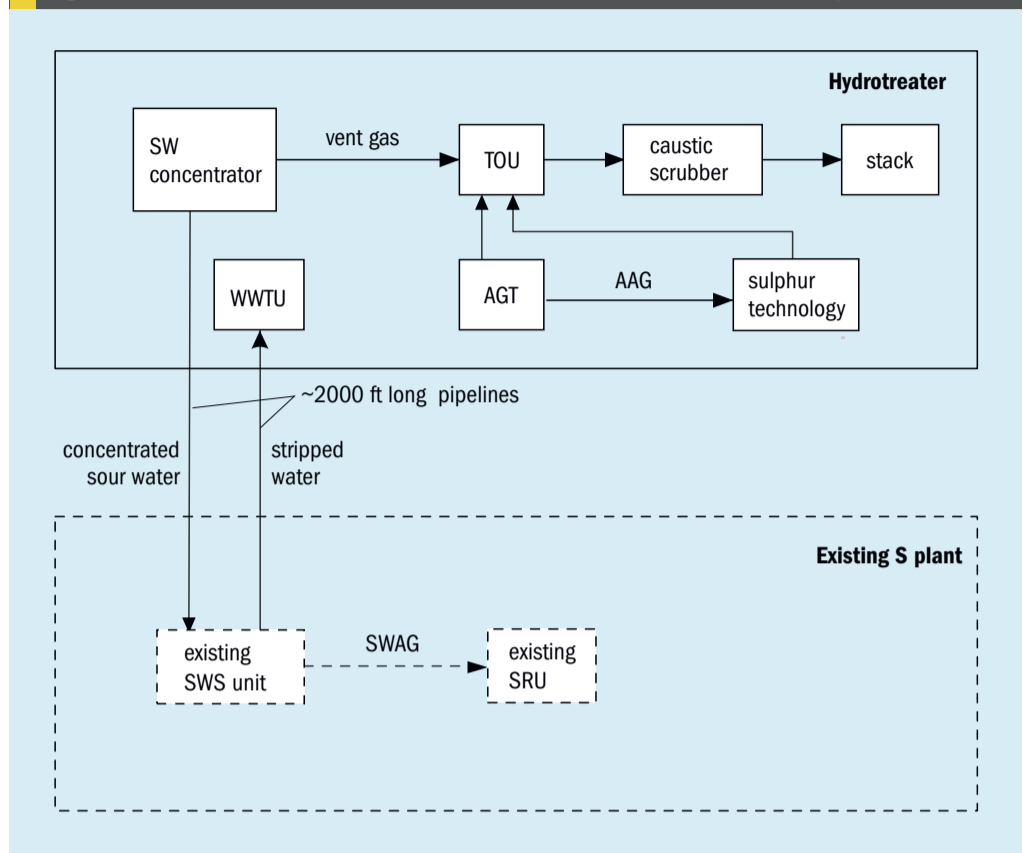 Hydrotreater
SW
concentrator
vent gas
TOU
caustic
scrubber
stack
WWTU
AGT
AAG
sulphur
technology
~2000 ft long pipelines
concentrated
sour water
stripped
water
Existing S plant
existing
SWS unit
SWAG
existing
SRU